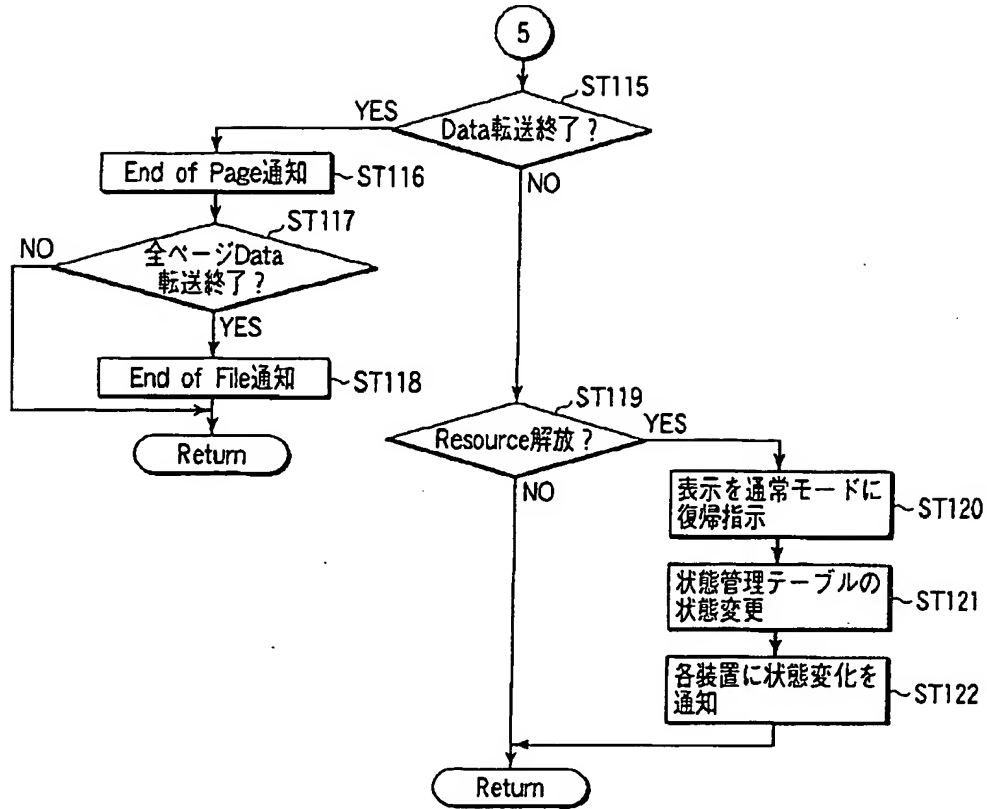 5
ST115
YES
Data転送終了?
NO
End of Page通知
ST116
ST117
NO
全ページData
転送終了?
YES
End of File通知
ST118
Return
ST119
Resource解放?
YES
NO
表示を通常モードに
復帰指示
ST120
状態管理テーブルの
状態変更
ST121
各装置に状態変化を
通知
ST122
Return